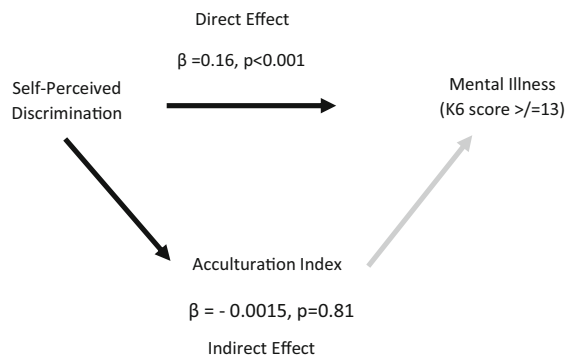 Direct Effect
β =0.16, p<0.001
Self-Perceived
Discrimination
Mental Illness
(K6 score >/=13)
Acculturation Index
β = - 0.0015, p=0.81
Indirect Effect